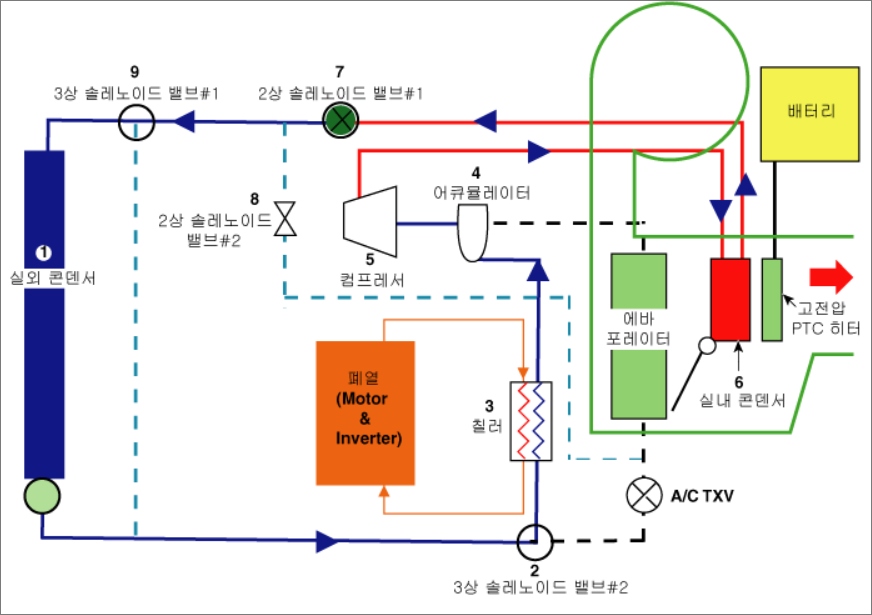 9
3상 솔레노이드 밸브#1
7
2상 솔레노이드 밸브#1
배터리
4
어큐뮬레이터
8
2상 솔레노이드
밸브#2
5
컴프레서
1
실외 콘덴서
에바
포레이터
고전압
PTC 히터
6
실내 콘덴서
폐열
(Motor
&
Inverter)
3
칠러
A/C TXV
2
3상 솔레노이드 밸브#2